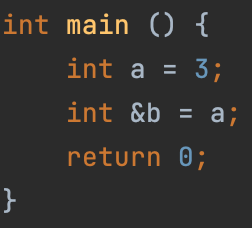 int main () {
    int a = 3;
    int &b = a;
    return 0;
}